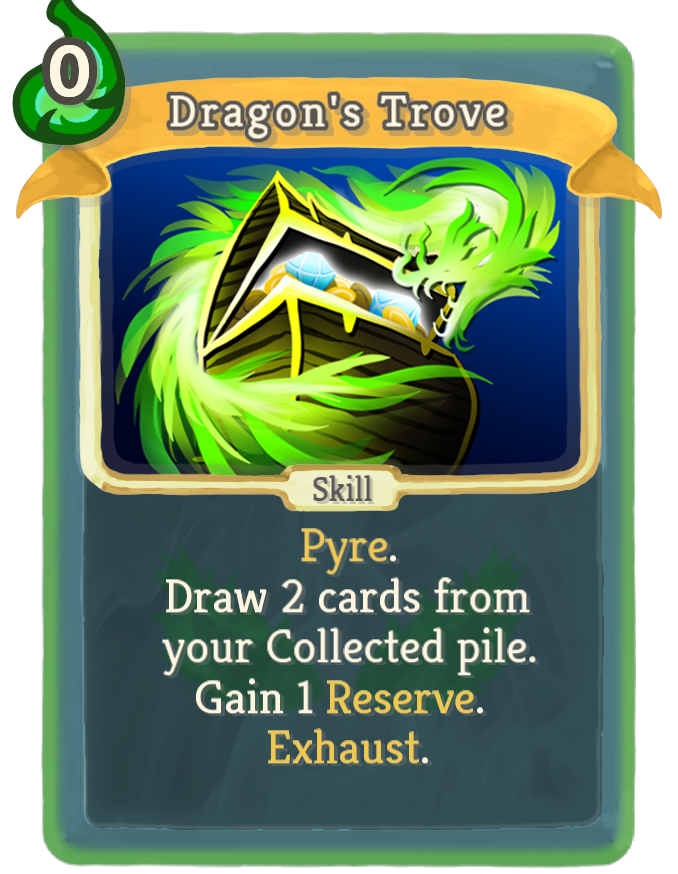 0
Dragon's Trove
Skill
Pyre.
Draw 2 cards from
your Collected pile.
Gain 1 Reserve.
Exhaust.